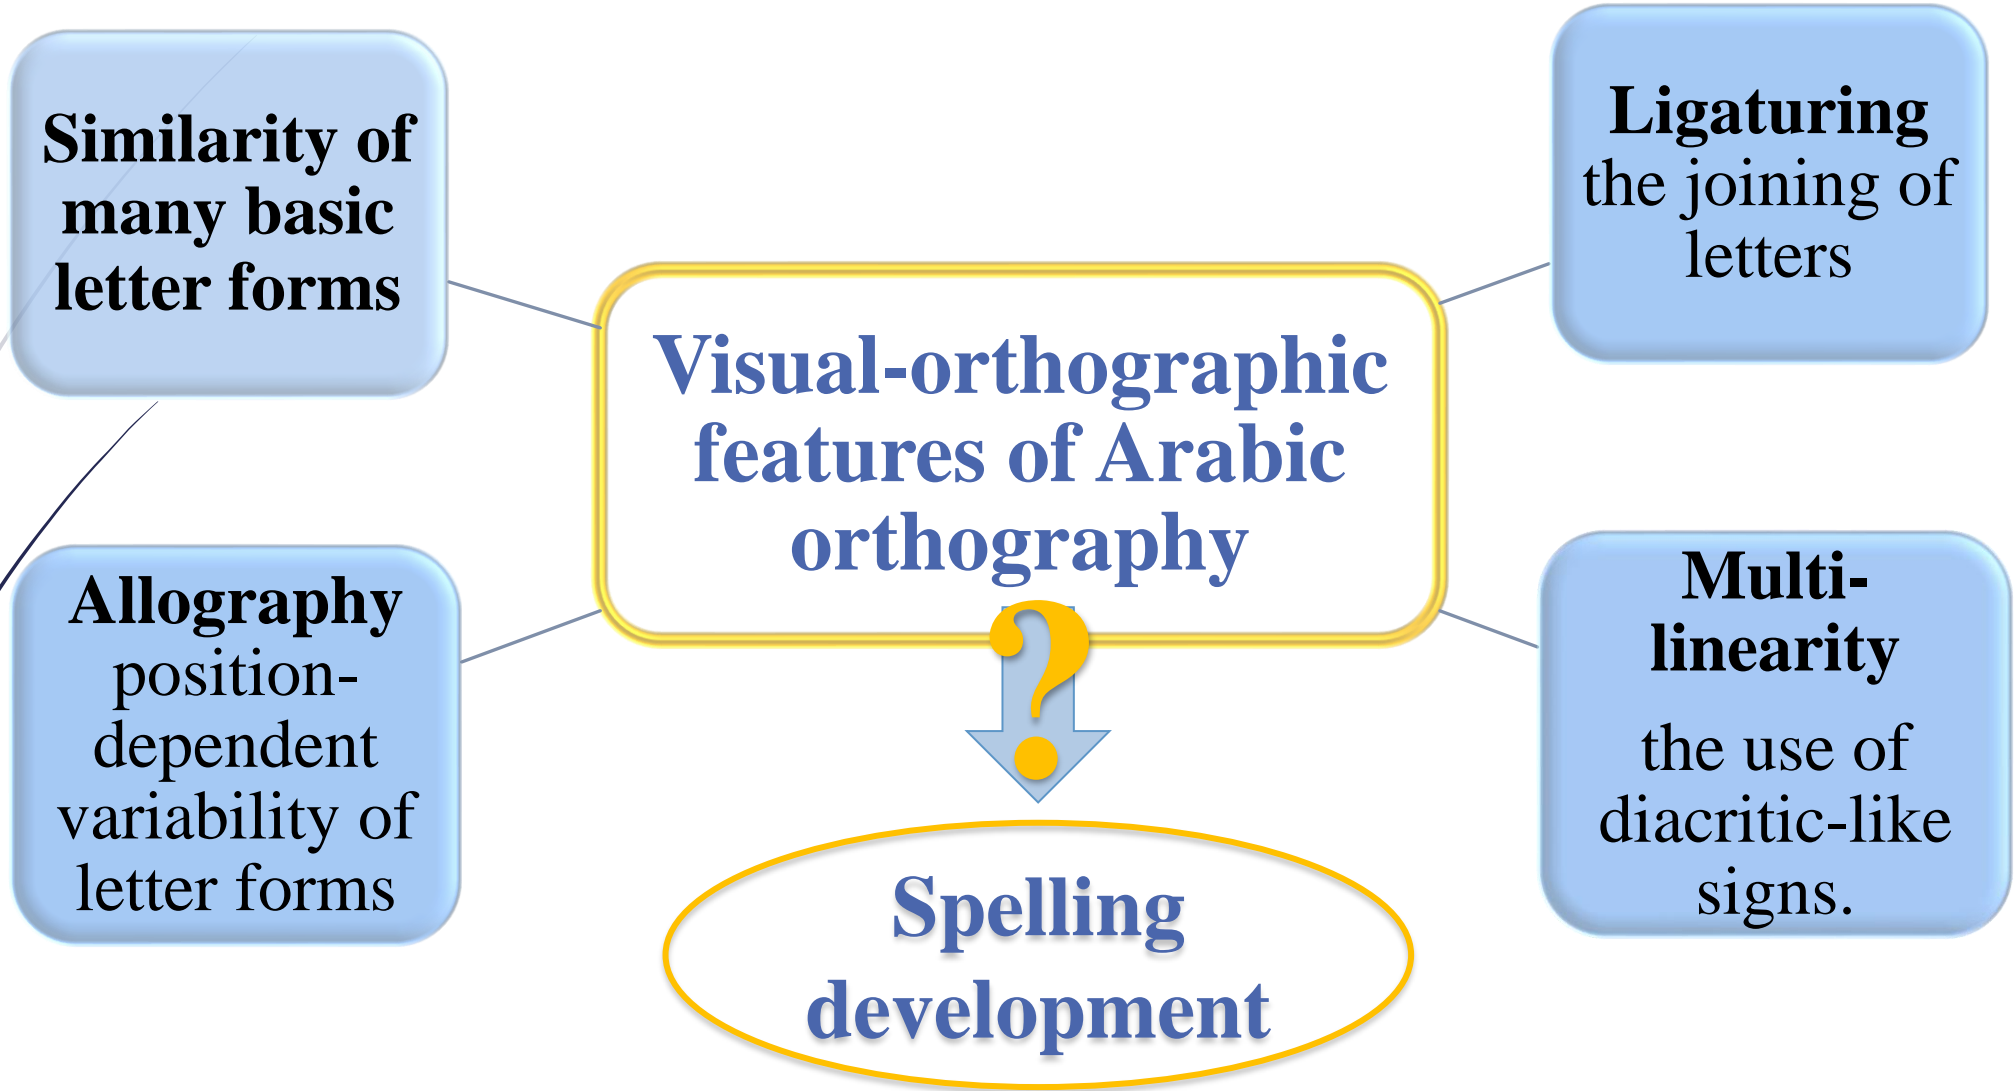 Similarity of
many basic
letter forms
Ligaturing
the joining of
letters
Visual-orthographic
features of Arabic
orthography
Allography
position-
dependent
variability of
letter forms
Multi-
linearity
the use of
diacritic-like
signs.
?
Spelling
development